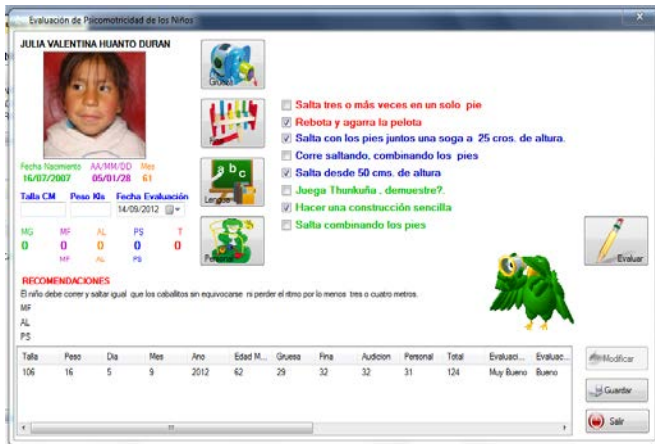 Evaluación de Psicomotricidad de los Niños
JULIA VALENTINA HUANTO DURAN
Fecha Nacimiento AA/MM/DD Mes
16/07/2007 05/01/28 61
Talla CM Peso Kls Fecha Evaluación
14/09/2012
MG MF AL PS T
0 0 0 0 0
MF AL PS
Gruesa
a b c
Lengua
Personal
Salta tres o más veces en un solo pie
Rebota y agarra la pelota
Salta con los pies juntos una soga a 25 cros. de altura.
Corre saltando, combinando los pies
Salta desde 50 cms. de altura
Juega Thunkuña , demuestre?.
Hacer una construcción sencilla
Salta combinando los pies
Evaluar
RECOMENDACIONES
El niño debe correr y saltar igual que los caballitos sin equivocarse ni perder el ritmo por lo menos tres o cuatro metros.
MF
AL
PS
Talla Peso Dia Mes Ano Edad M... Gruesa Fina Audicion Personal Total Evaluaci... Evaluac...
106 16 5 9 2012 62 29 32 32 31 124 Muy Bueno Bueno
Modificar
Guardar
Salir